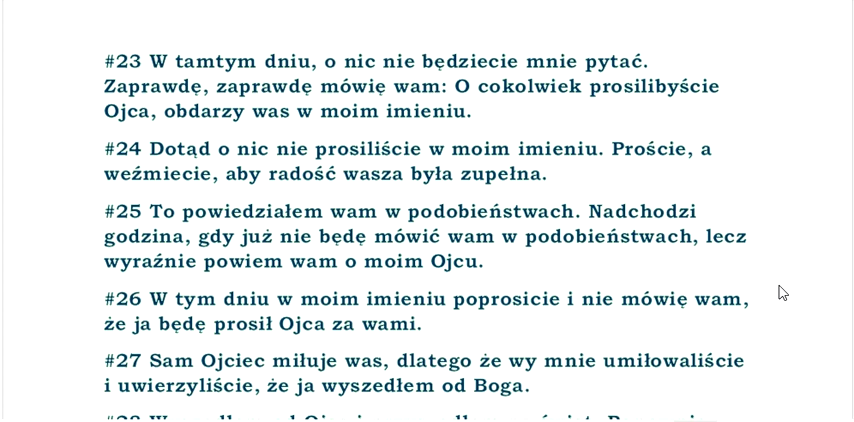 #23 W tamtym dniu, o nic nie będziecie mnie pytać.
Zaprawdę, zaprawdę mówię wam: O cokolwiek prosilibyście
Ojca, obdarzy was w moim imieniu.
#24 Dotąd o nic nie prosiliście w moim imieniu. Proście, a
weźmiecie, aby radość wasza była zupełna.
#25 To powiedziałem wam w podobieństwach. Nadchodzi
godzina, gdy już nie będę mówić wam w podobieństwach, lecz
wyraźnie powiem wam o moim Ojcu.
#26 W tym dniu w moim imieniu poprosicie i nie mówię wam,
że ja będę prosił Ojca za wami.
#27 Sam Ojciec miłuje was, dlatego że wy mnie umiłowaliście
i uwierzyliście, że ja wyszedłem od Boga.